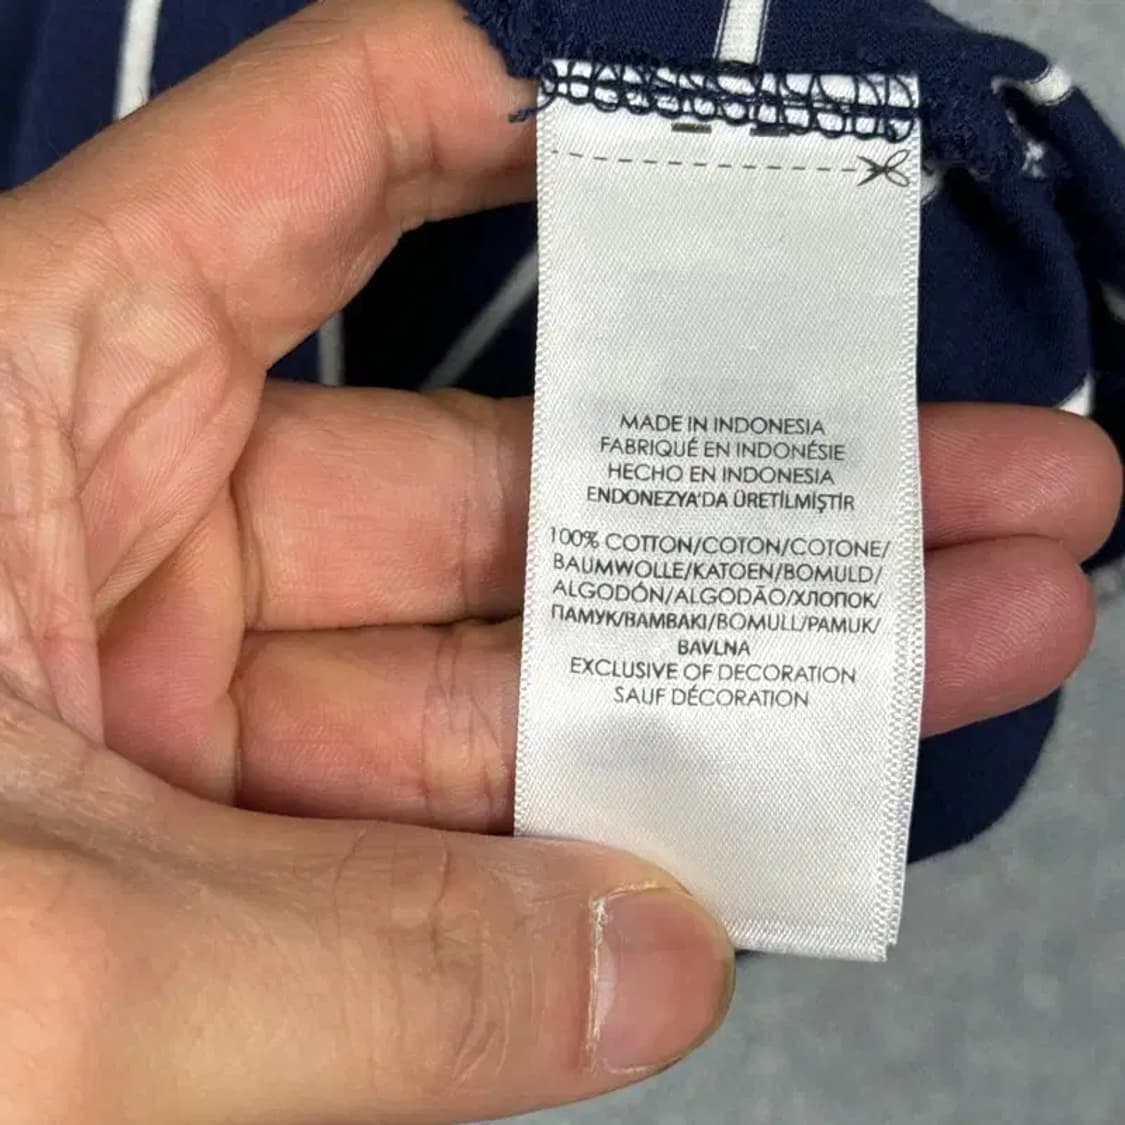 MADE IN INDONESIA
FABRIQUÉ EN INDONÉSIE
HECHO EN INDONESIA
ENDONEZYA'DA ÜRETİLMİŞTİR
100% COTTON/COTON/COTONE/
BAUMWOLLE/KATOEN/BOMULD/
ALGODÓN/ALGODÃO/ХЛОПОК/
ПАМУК/ΒΑΜΒΑΚΙ/BOMULL/PAMUK/
BAVLNA
EXCLUSIVE OF DECORATION
SAUF DÉCORATION